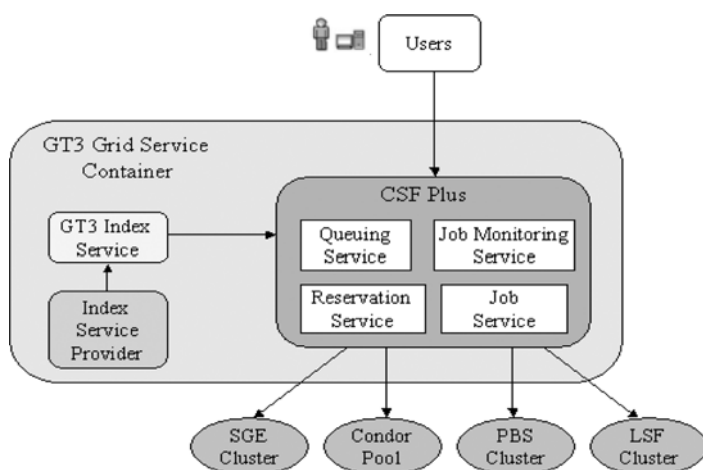 Users
GT3 Grid Service
Container
CSF Plus
GT3 Index
Service
Queuing
Service
Job Monitoring
Service
Index
Service
Provider
Reservation
Service
Job
Service
SGE
Cluster
Condor
Pool
PBS
Cluster
LSF
Cluster